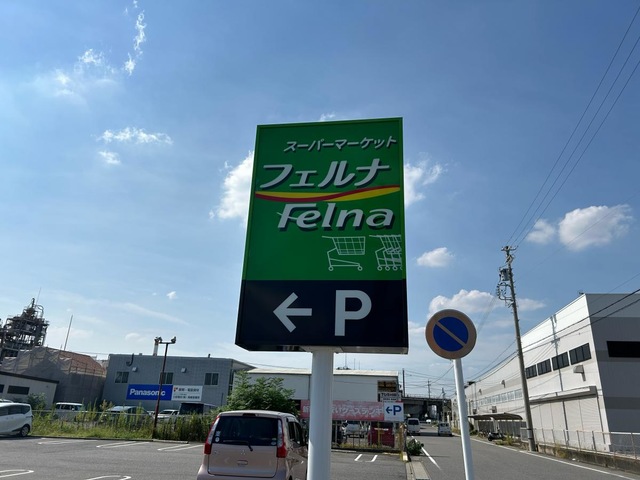 スーパーマーケット
フェルナ
Felna
← P
Panasonic
←P